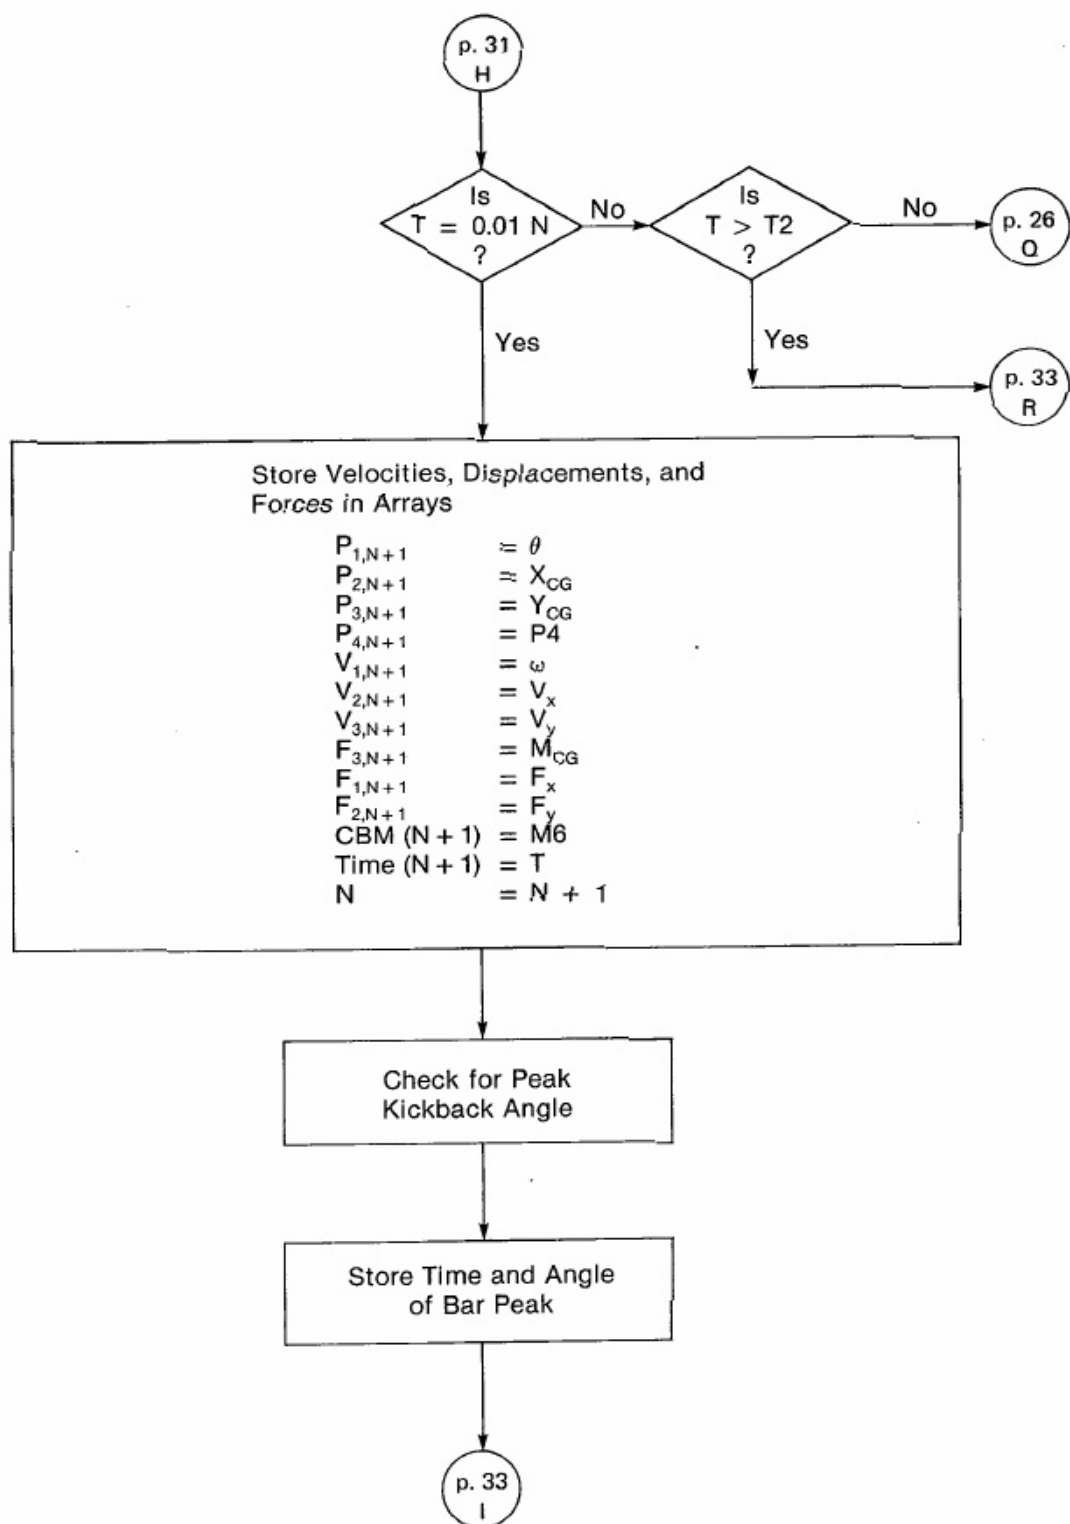 p. 31
H
Is
T = 0.01 N
?
No
Is
T > T2
?
No
p. 26
Q
Yes
Yes
p. 33
R
Store Velocities, Displacements, and
Forces in Arrays
P1,N+1 = θ
P2,N+1 = XCG
P3,N+1 = YCG
P4,N+1 = P4
V1,N+1 = ω
V2,N+1 = Vx
V3,N+1 = Vy
F3,N+1 = MCG
F1,N+1 = Fx
F2,N+1 = Fy
CBM (N + 1) = M6
Time (N + 1) = T
N = N + 1
Check for Peak
Kickback Angle
Store Time and Angle
of Bar Peak
p. 33
I